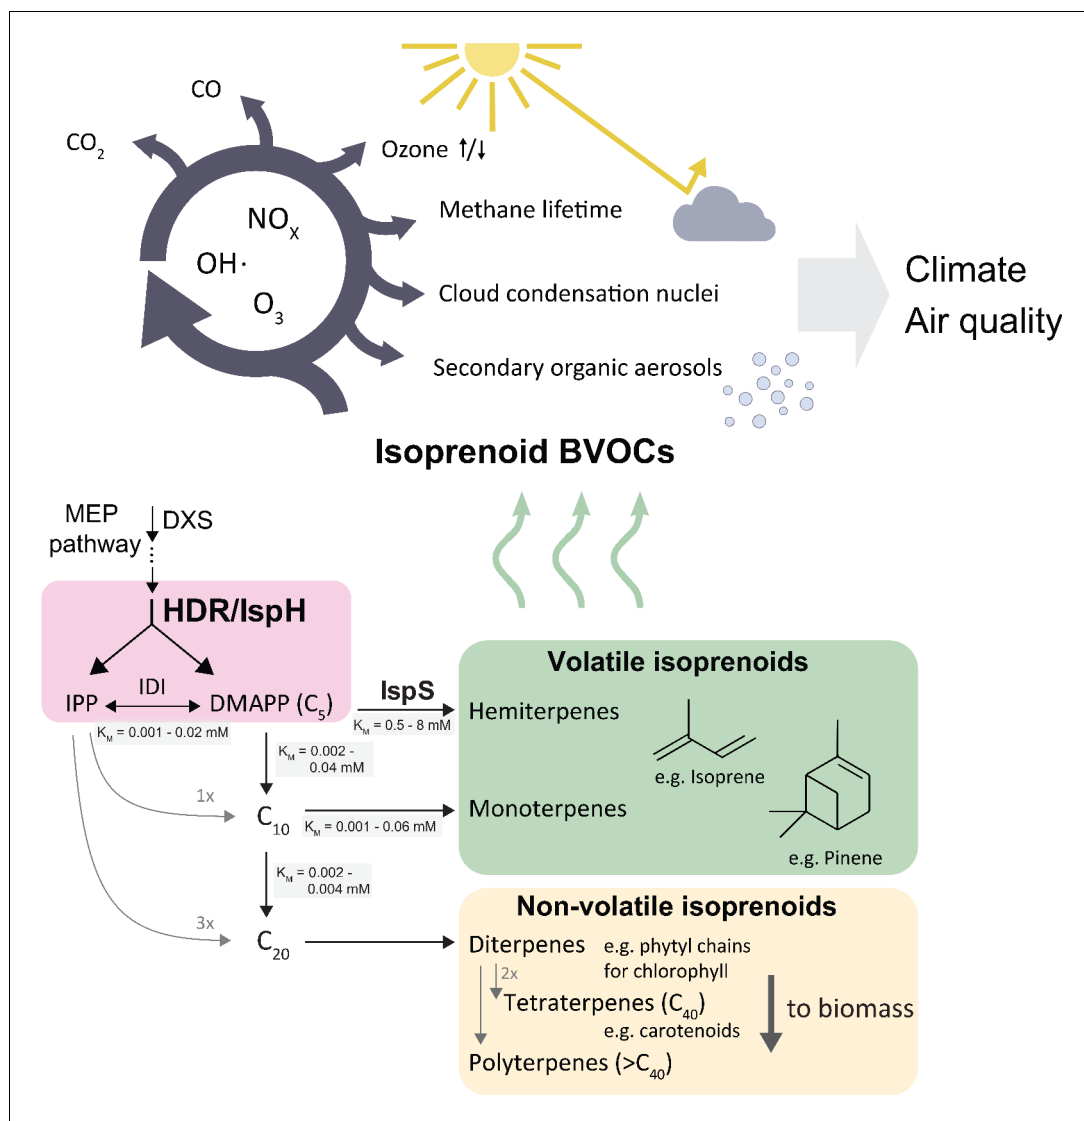 CO
CO2
Ozone ↑/↓
NOX
Methane lifetime
OH·
O3
Cloud condensation nuclei
Secondary organic aerosols
Climate
Air quality
Isoprenoid BVOCs
MEP
pathway
DXS
HDR/IspH
IPP
IDI
DMAPP (C5)
IspS
KM = 0.001 - 0.02 mM
KM = 0.5 - 8 mM
KM = 0.002 -
0.04 mM
1x
C10
KM = 0.001 - 0.06 mM
KM = 0.002 -
0.004 mM
3x
C20
Volatile isoprenoids
Hemiterpenes
e.g. Isoprene
Monoterpenes
e.g. Pinene
Non-volatile isoprenoids
Diterpenes
e.g. phytyl chains
for chlorophyll
2x
Tetraterpenes (C40)
e.g. carotenoids
Polyterpenes (>C40)
to biomass